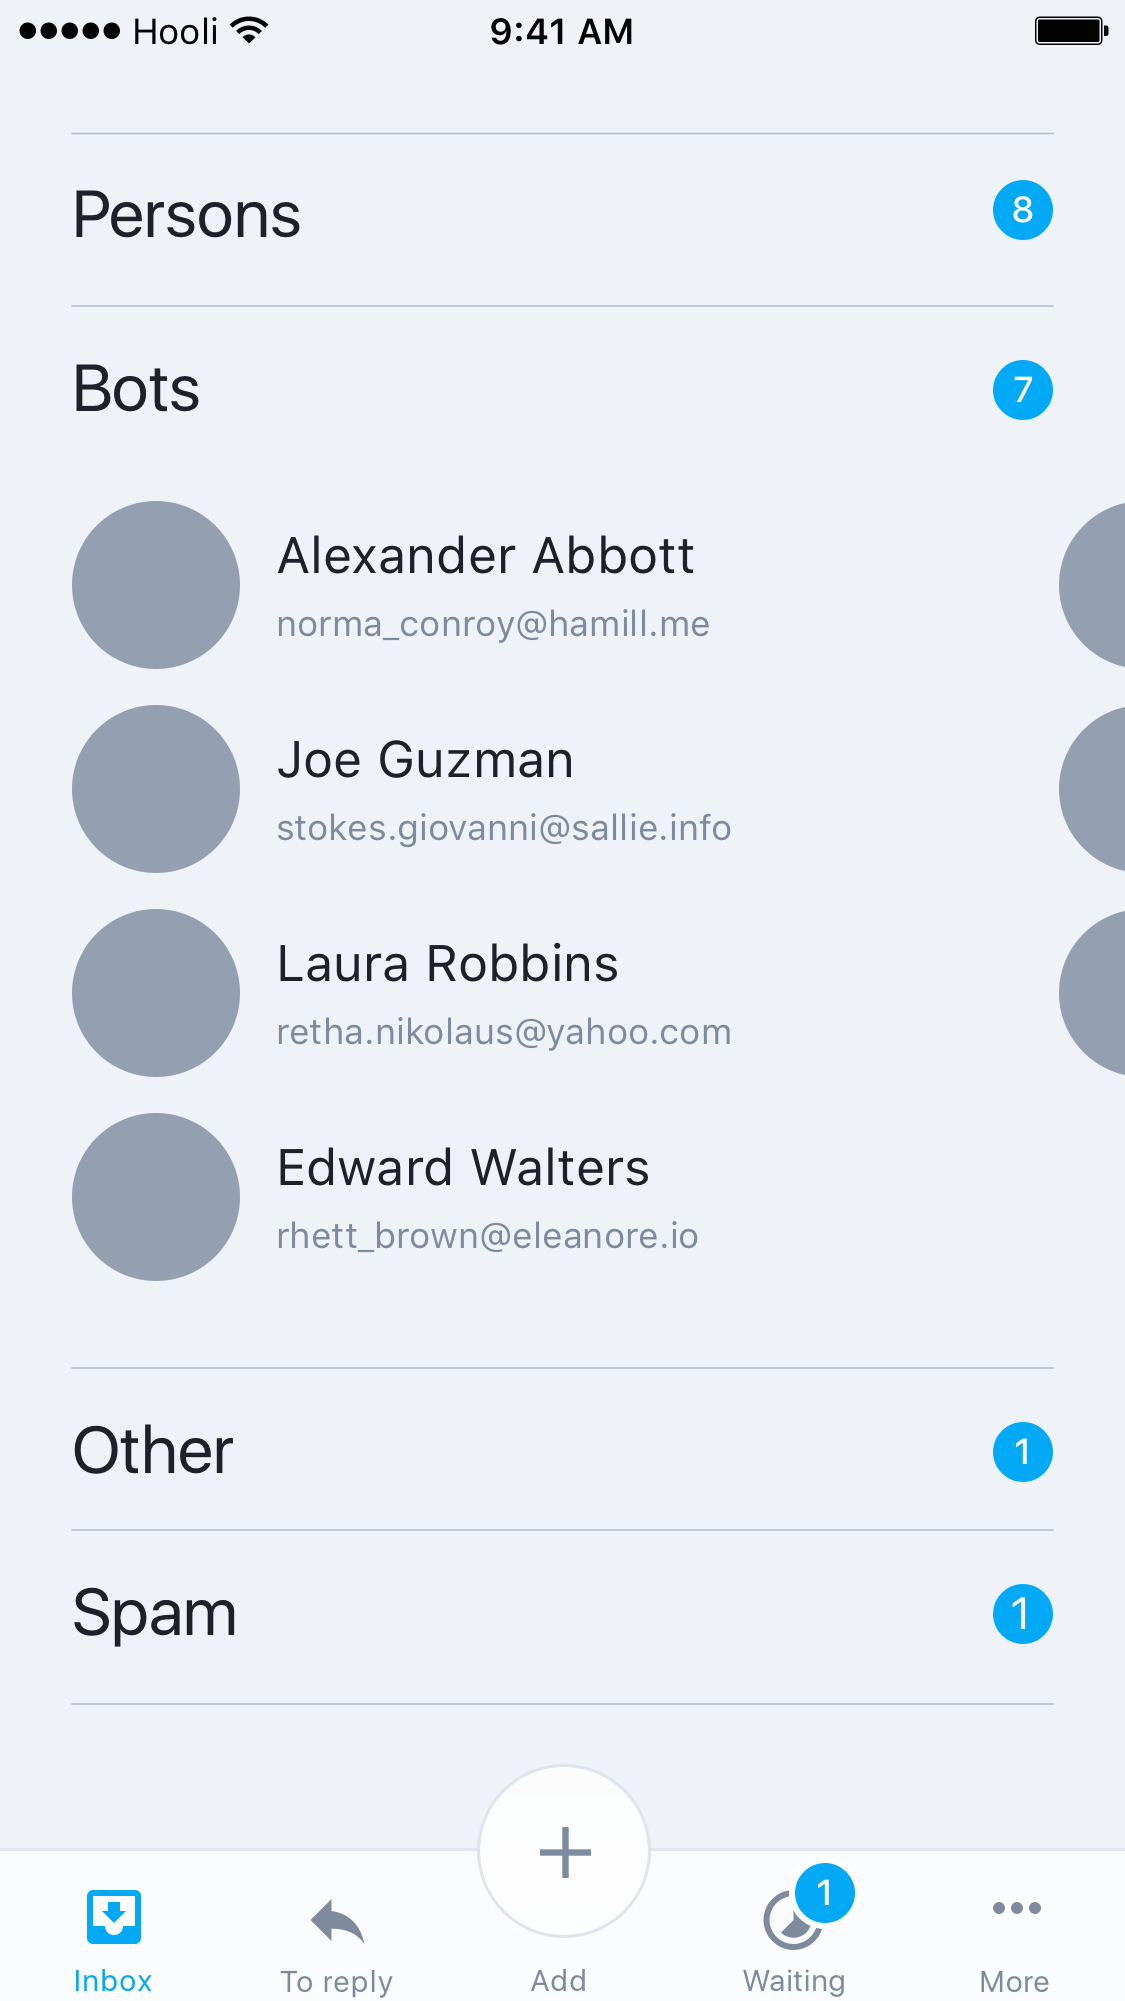 Hooli 9:41 AM
Persons 8
Bots 7
Alexander Abbott
norma_conroy@hamill.me
Joe Guzman
stokes.giovanni@sallie.info
Laura Robbins
retha.nikolaus@yahoo.com
Edward Walters
rhett_brown@eleanore.io
Other 1
Spam 1
1
Inbox To reply Add Waiting More